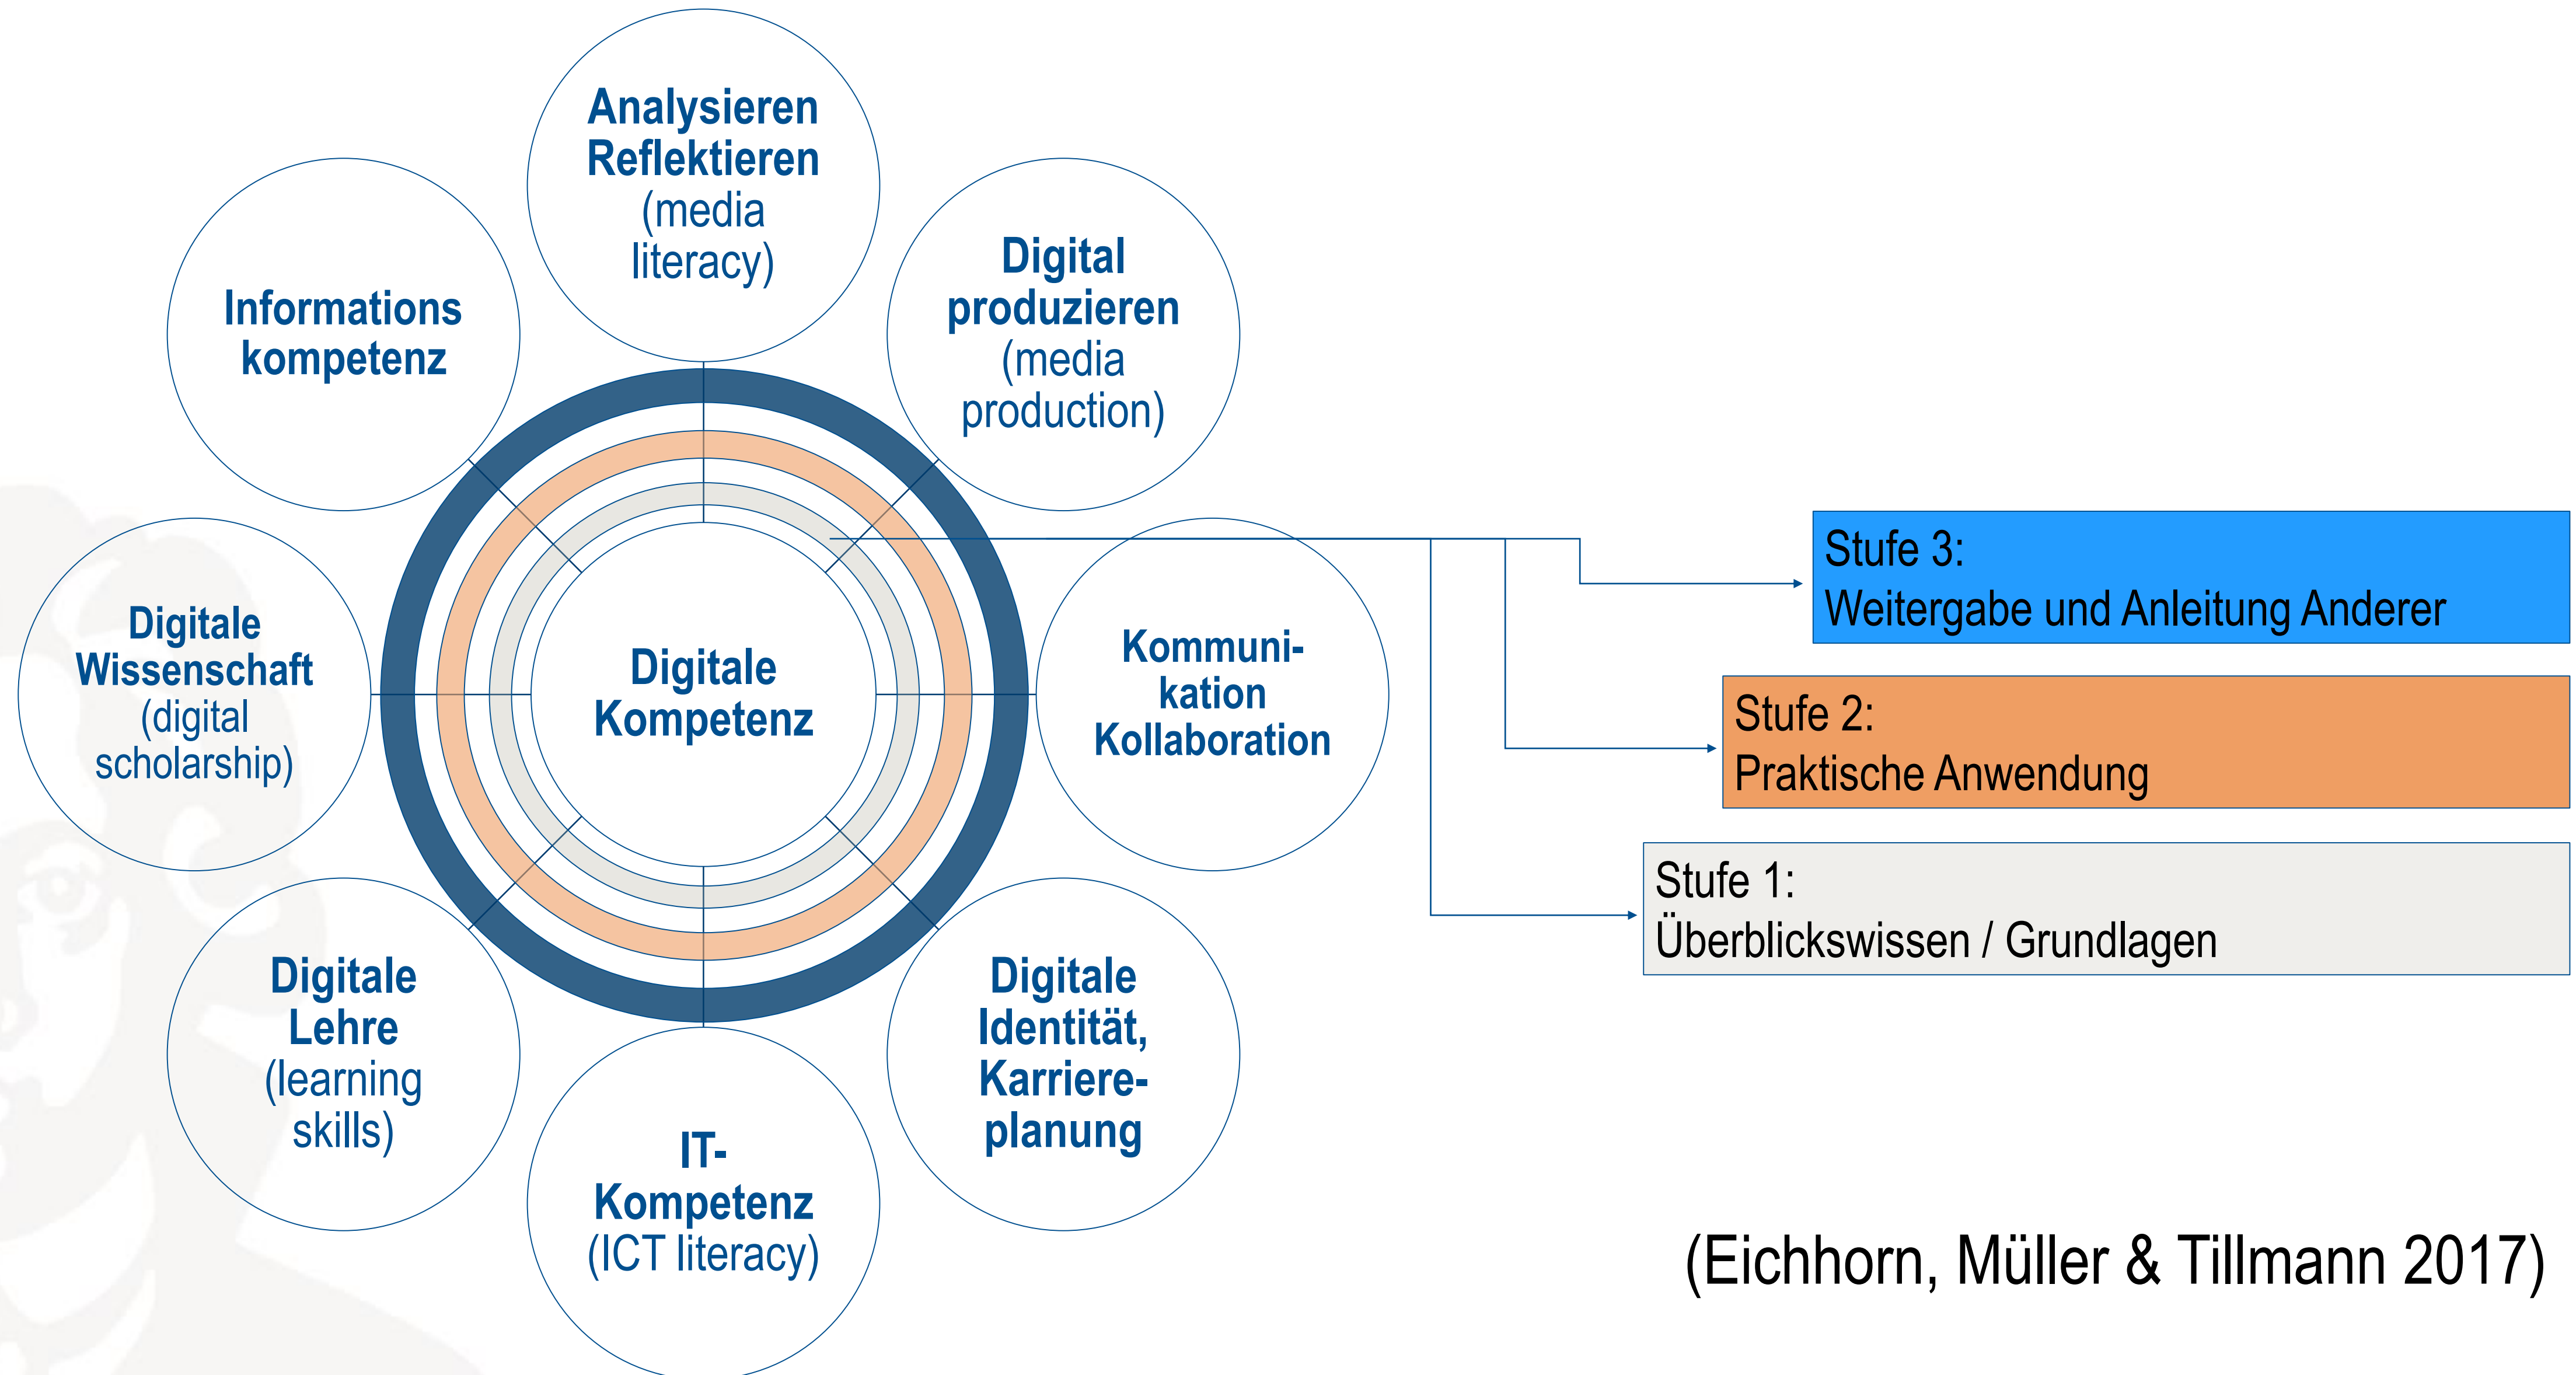 Analysieren
Reflektieren
(media
literacy)
Digital
produzieren
(media
production)
Informations
kompetenz
Digitale
Wissenschaft
(digital
scholarship)
Digitale
Kompetenz
Kommuni-
kation
Kollaboration
Digitale
Lehre
(learning
skills)
IT-
Kompetenz
(ICT literacy)
Digitale
Identität,
Karriere-
planung
Stufe 3:
Weitergabe und Anleitung Anderer
Stufe 2:
Praktische Anwendung
Stufe 1:
Überblickswissen / Grundlagen
(Eichhorn, Müller & Tillmann 2017)